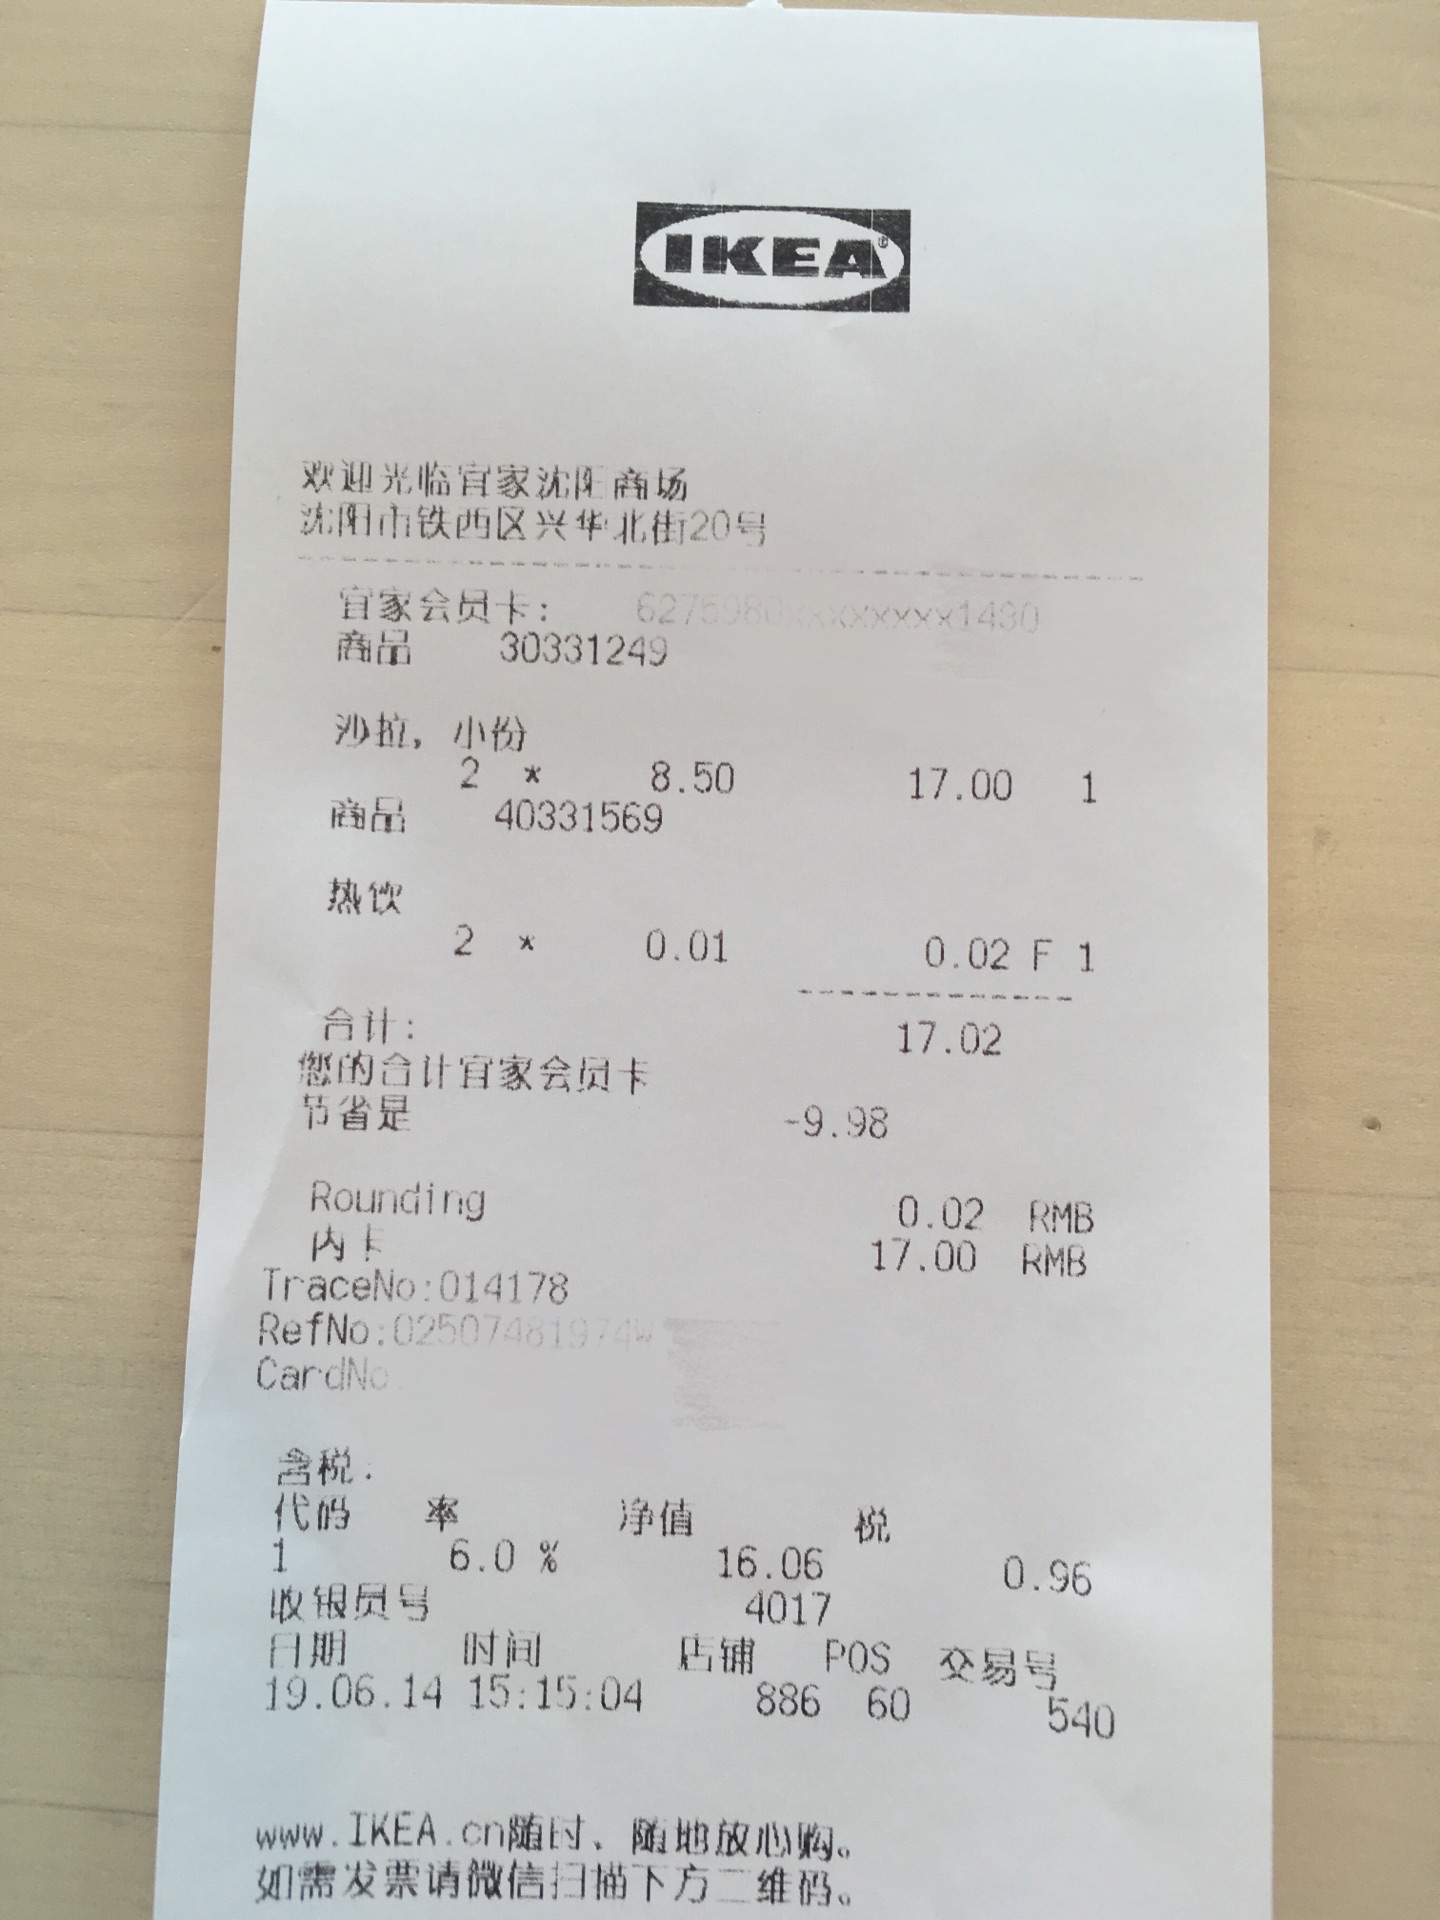 IKEA®
欢迎光临宜家沈阳商场
沈阳市铁西区兴华北街20号
宜家会员卡: 6275980xxxxxxxxx1430
商品 30331249
沙拉, 小份
2 * 8.50 17.00 1
商品 40331569
热饮
2 * 0.01 0.02 F 1
合计: 17.02
您的合计宜家会员卡
节省是 -9.98
Rounding 0.02 RMB
内卡 17.00 RMB
TraceNo:014178
RefNo:02507481974W
CardNo
含税.
代码 率 净值 税
1 6.0 % 16.06 0.96
收银员号 4017
日期 时间 店铺 POS 交易号
19.06.14 15:15:04 886 60 540
www.IKEA.cn随时、随地放心购。
如需发票请微信扫描下方二维码。